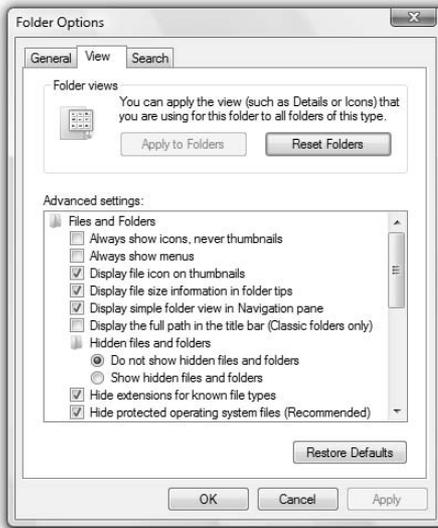 Folder Options
General View Search
Folder views
You can apply the view (such as Details or Icons) that
you are using for this folder to all folders of this type.
Apply to Folders Reset Folders
Advanced settings:
Files and Folders
Always show icons, never thumbnails
Always show menus
Display file icon on thumbnails
Display file size information in folder tips
Display simple folder view in Navigation pane
Display the full path in the title bar (Classic folders only)
Hidden files and folders
Do not show hidden files and folders
Show hidden files and folders
Hide extensions for known file types
Hide protected operating system files (Recommended)
Restore Defaults
OK Cancel Apply